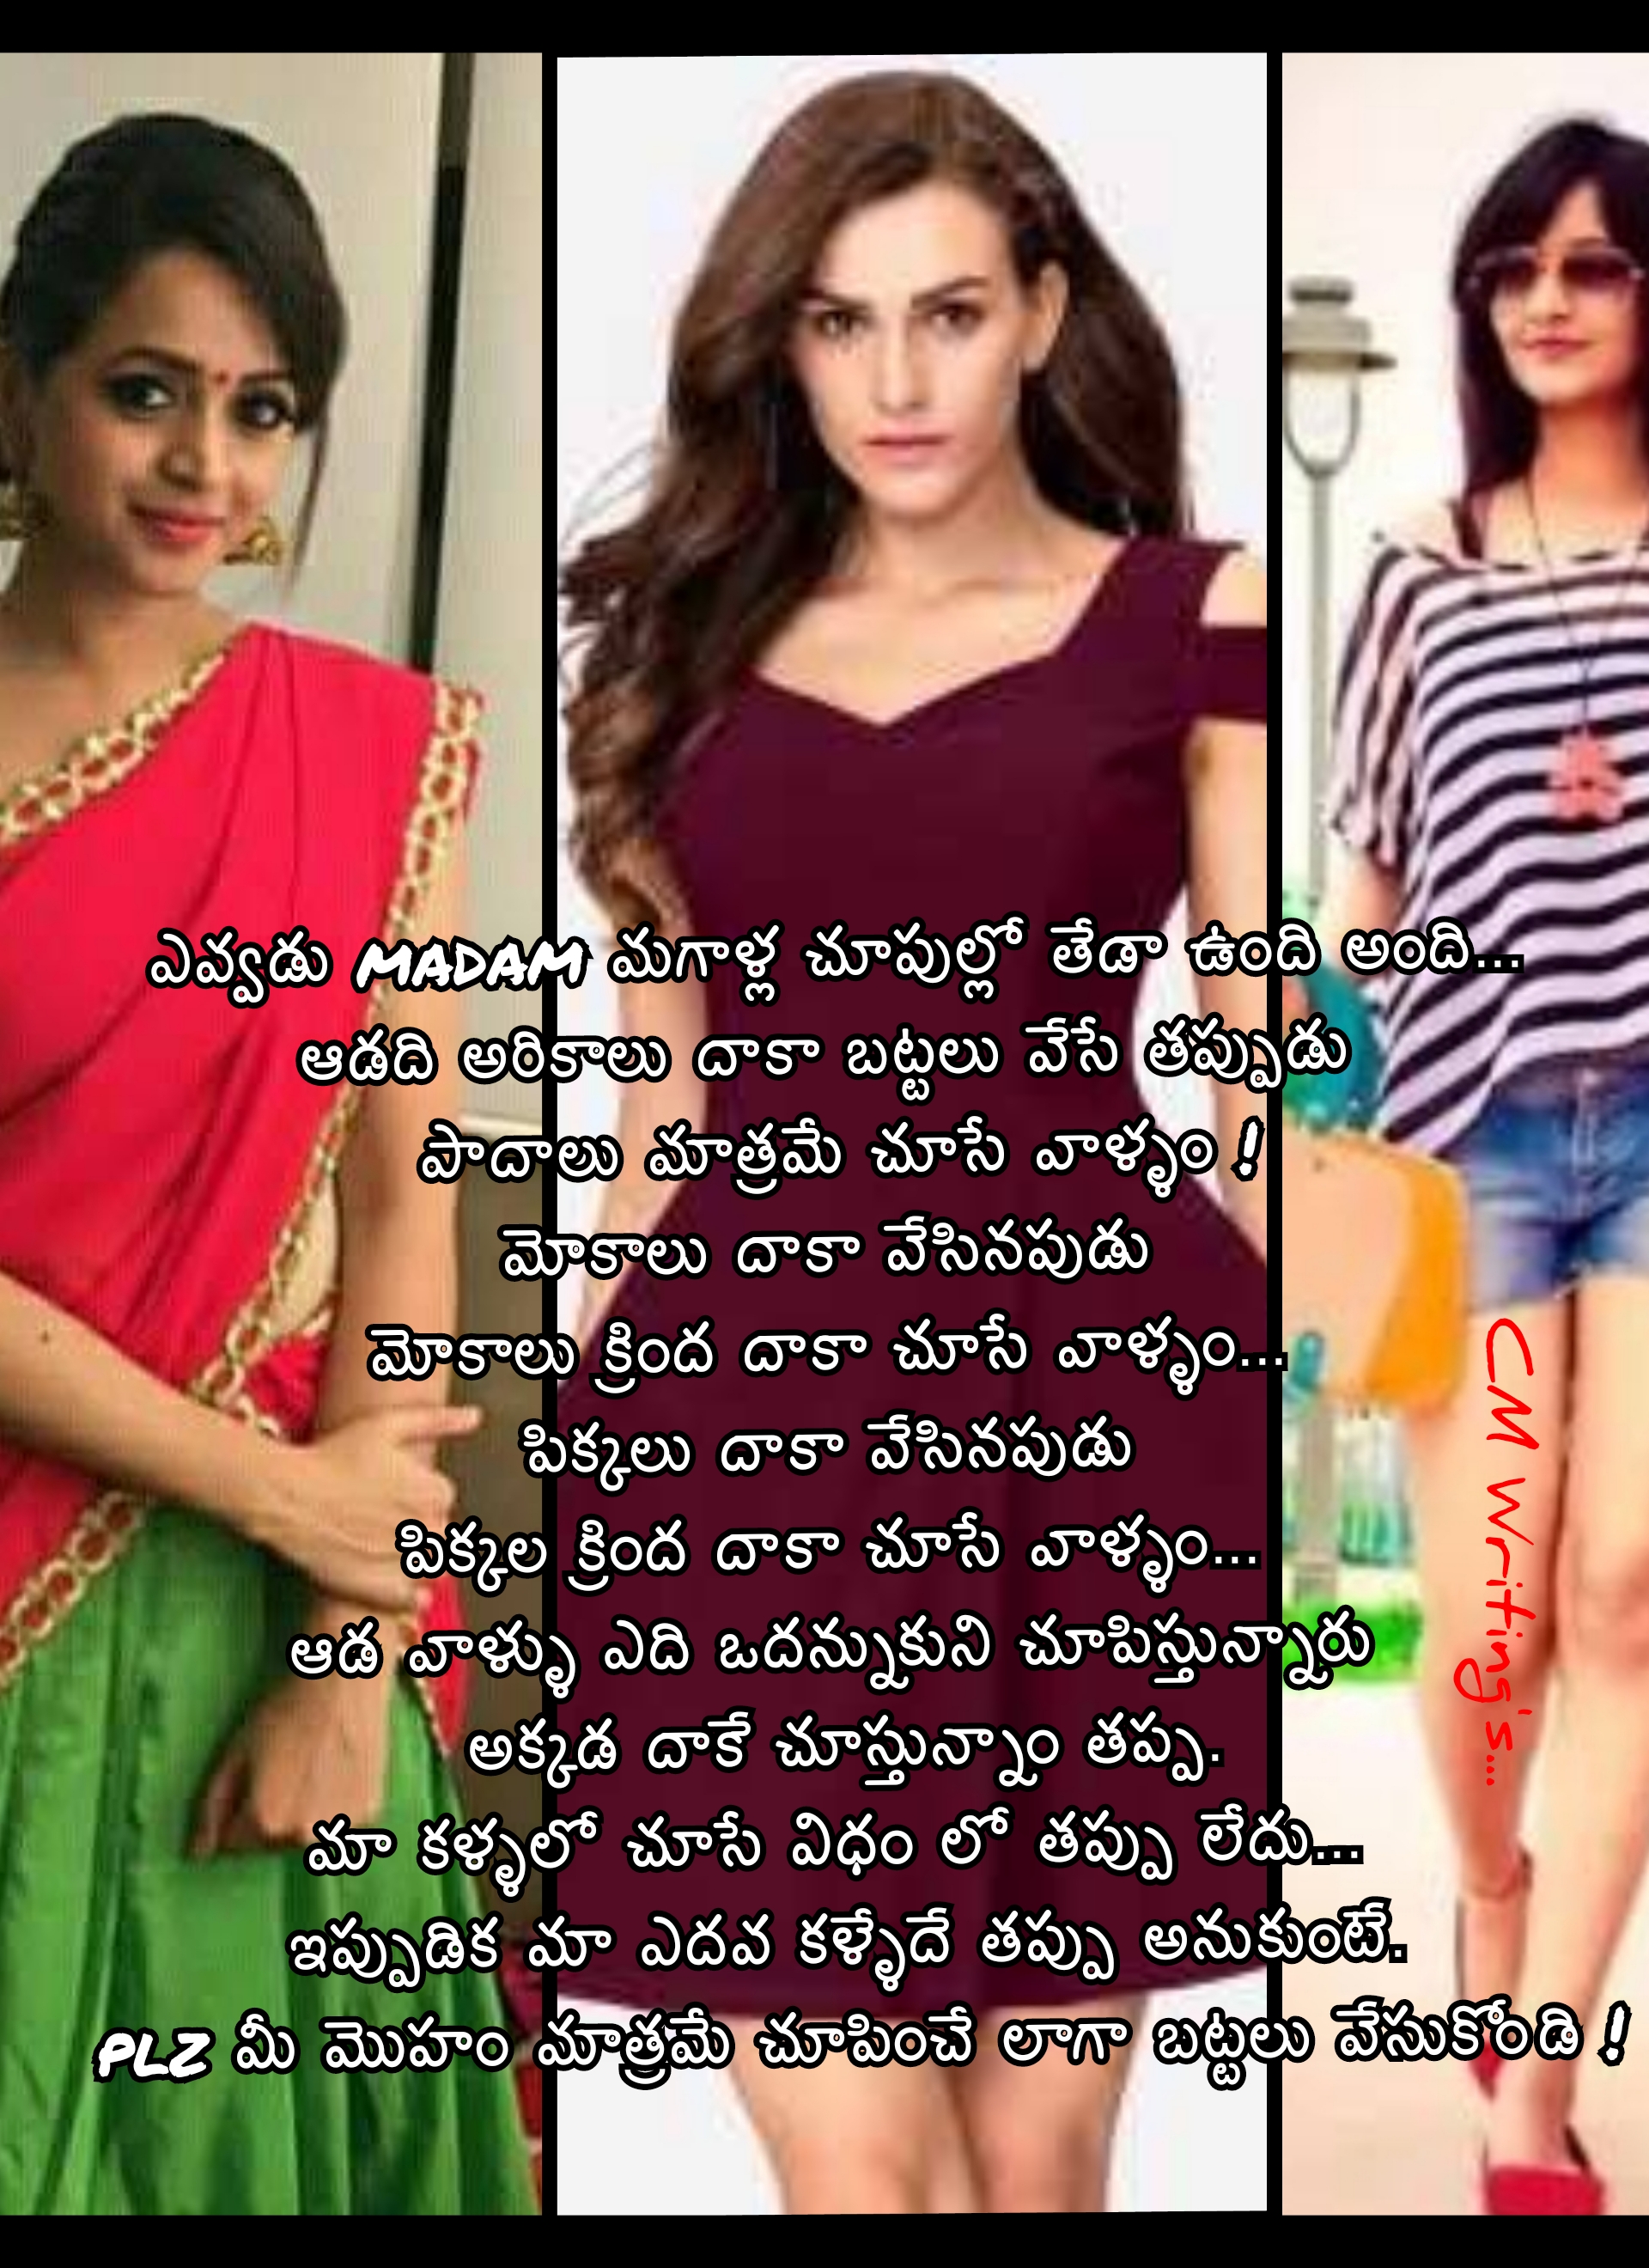 ఎవ్వడు MADAM మగాళ్ల చూపుల్లో తేడా ఉంది అంది...
ఆడది అరికాలు దాకా బట్టలు వేసే తప్పుడు
పాదాలు మాత్రమే చూసే వాళ్ళం !
మోకాలు దాకా వేసినపుడు
మోకాలు క్రింద దాకా చూసే వాళ్ళం...
పిక్కలు దాకా వేసినపుడు
పిక్కల క్రింద దాకా చూసే వాళ్ళం...
ఆడ వాళ్ళు ఎది ఒదన్నుకుని చూపిస్తున్నారు
అక్కడ దాకే చూస్తున్నాం తప్ప.
మా కళ్ళలో చూసే విధం లో తప్పు లేదు...
ఇప్పుడిక మా ఎదవ కళ్ళేదే తప్పు అనుకుంటే.
PLZ మీ మొహం మాత్రమే చూపించే లాగా బట్టలు వేసుకోండి !
CM Writing's...